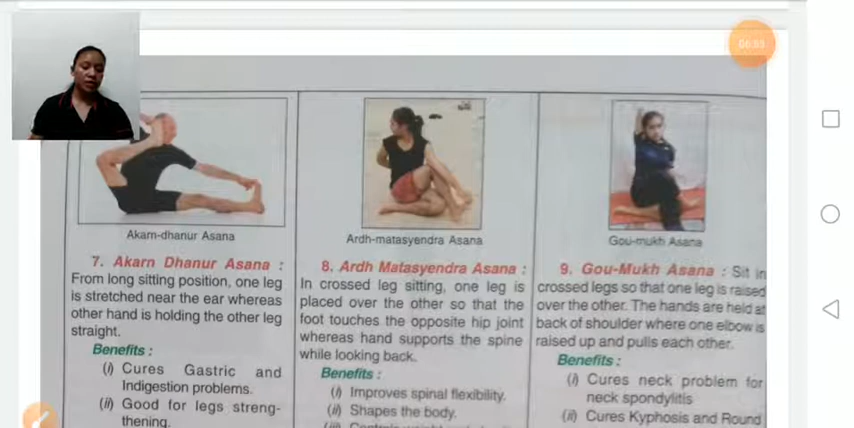 Akarn-dhanur Asana
7. Akarn Dhanur Asana :
From long sitting position, one leg
is stretched near the ear whereas
other hand is holding the other leg
straight.
Benefits :
(i) Cures Gastric and
Indigestion problems.
(ii) Good for legs streng-
thening.
Ardh-matasyendra Asana
8. Ardh Matasyendra Asana :
In crossed leg sitting, one leg is
placed over the other so that the
foot touches the opposite hip joint
whereas hand supports the spine
while looking back.
Benefits :
(i) Improves spinal flexibility.
(ii) Shapes the body.
Gou-mukh Asana
9. Gou-Mukh Asana : Sit in
crossed legs so that one leg is raised
over the other. The hands are held at
back of shoulder where one elbow is
raised up and pulls each other.
Benefits :
(i) Cures neck problem for
neck spondylitis
(ii) Cures Kyphosis and Round